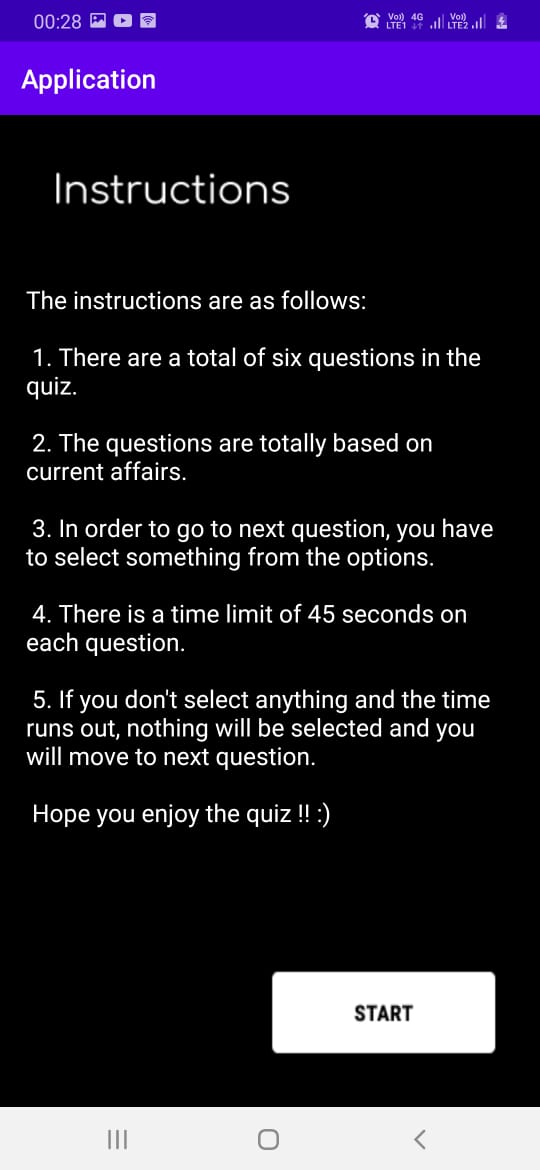 00:28 Vo)) 4G Vo))
LTE1 LTE2
Application
Instructions
The instructions are as follows:
1. There are a total of six questions in the
quiz.
2. The questions are totally based on
current affairs.
3. In order to go to next question, you have
to select something from the options.
4. There is a time limit of 45 seconds on
each question.
5. If you don't select anything and the time
runs out, nothing will be selected and you
will move to next question.
Hope you enjoy the quiz !! :)
START